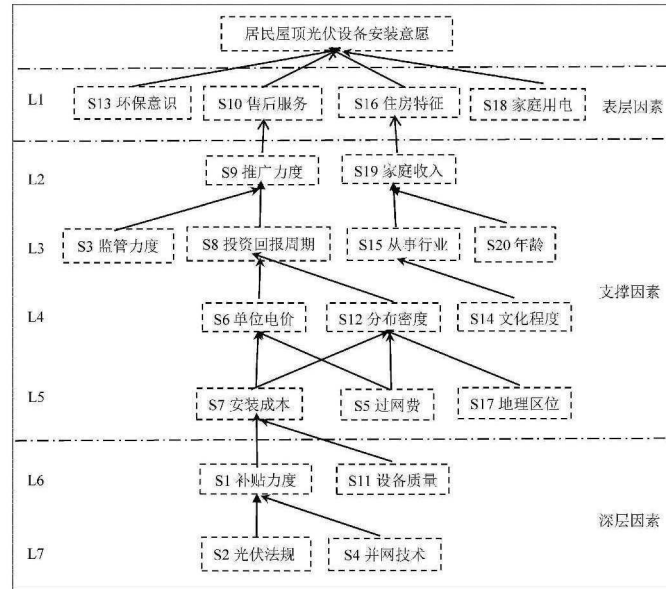 居民屋顶光伏设备安装意愿
L1 S13 环保意识 S10 售后服务 S16 住房特征 S18 家庭用电 表层因素
L2 S9 推广力度 S19 家庭收入
L3 S3 监管力度 S8 投资回报周期 S15 从事行业 S20 年龄
支撑因素
L4 S6 单位电价 S12 分布密度 S14 文化程度
L5 S7 安装成本 S5 过网费 S17 地理区位
L6 S1 补贴力度 S11 设备质量
深层因素
L7 S2 光伏法规 S4 并网技术